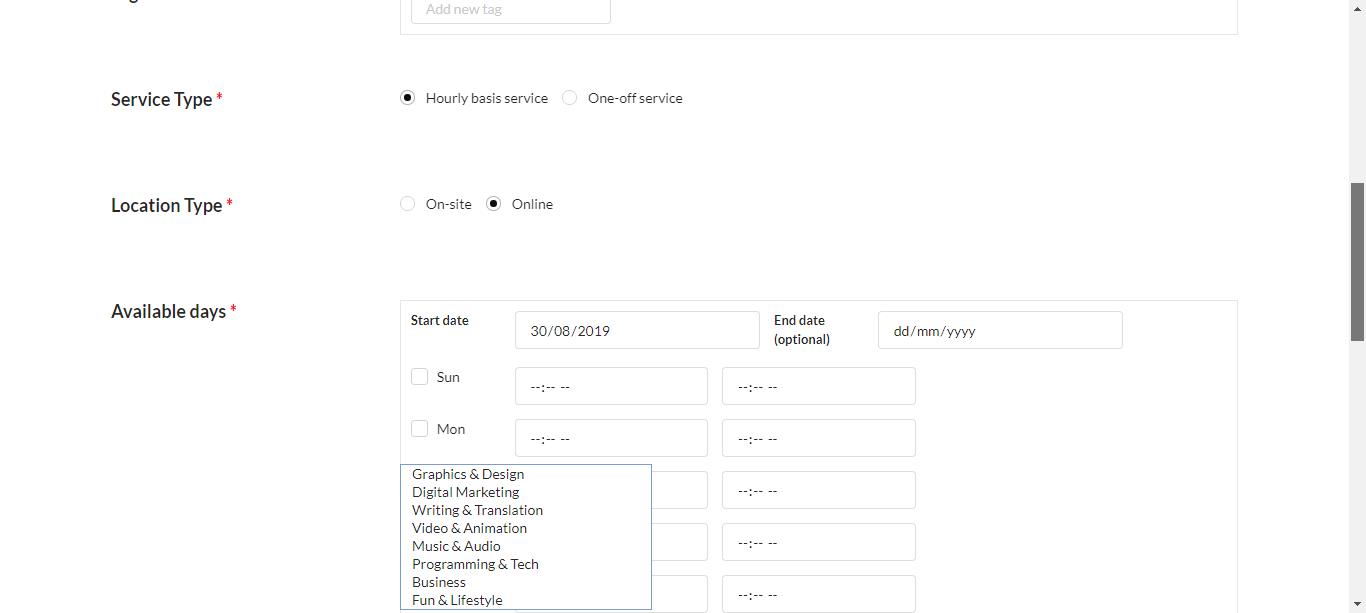 Add new tag
Service Type *
Hourly basis service One-off service
Location Type *
On-site Online
Available days *
Start date 30/08/2019 End date (optional) dd/mm/yyyy
Sun --:-- -- --:-- --
Mon --:-- -- --:-- --
Graphics & Design
--:-- --
Digital Marketing
Writing & Translation
Video & Animation
--:-- --
Music & Audio
Programming & Tech
Business
--:-- --
Fun & Lifestyle